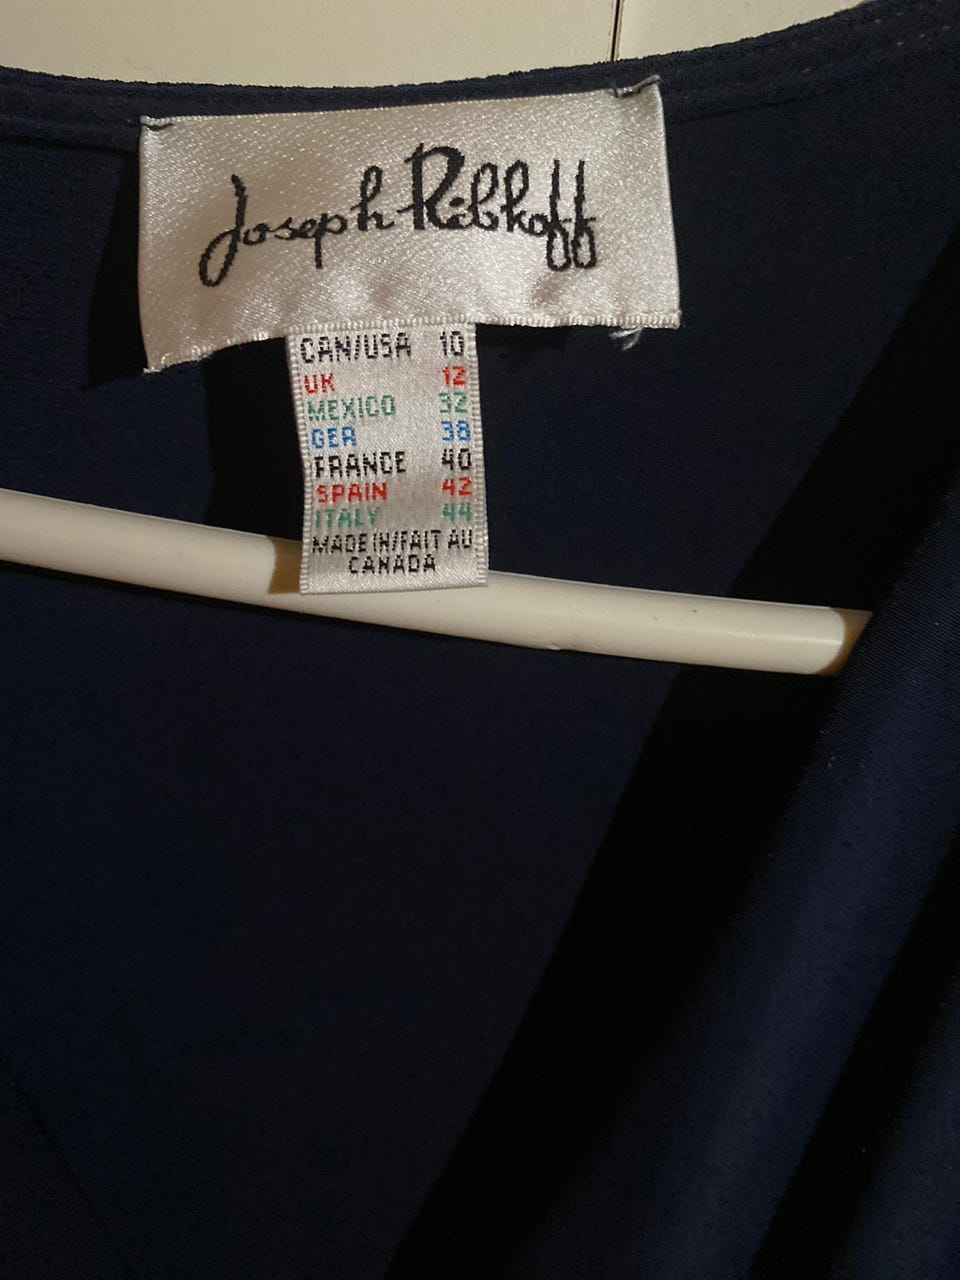 Joseph Ribkoff
CAN/USA 10
UK 12
MEXICO 32
GER 38
FRANCE 40
SPAIN 42
ITALY 44
MADE IN/FAIT AU
CANADA